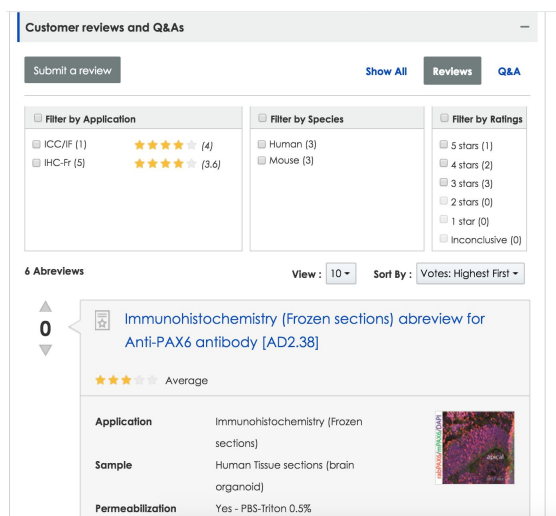 Customer reviews and Q&As
Submit a review
Show All
Reviews
Q&A
Filter by Application
ICC/IF (1) (4)
IHC-Fr (5) (3.6)
Filter by Species
Human (3)
Mouse (3)
Filter by Ratings
5 stars (1)
4 stars (2)
3 stars (3)
2 stars (0)
1 star (0)
Inconclusive (0)
6 Abreviews
View : 10
Sort By : Votes: Highest First
0
Immunohistochemistry (Frozen sections) abreview for
Anti-PAX6 antibody [AD2.38]
Average
Application Immunohistochemistry (Frozen
sections)
Sample Human Tissue sections (brain
organoid)
Permeabilization Yes - PBS-Triton 0.5%
rabPAX6/mPAX6/DAPI
apical